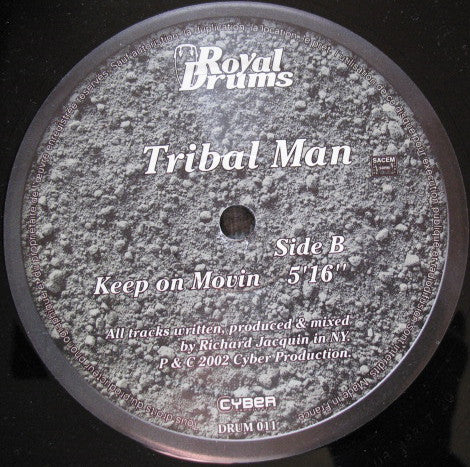 Royal
Drums
Tribal Man
SACEM
Side B
Keep on Movin 5'16"
All tracks written, produced & mixed
by Richard Jacquin in NY.
P & C 2002 Cyber Production.
CYBER
DRUM 011